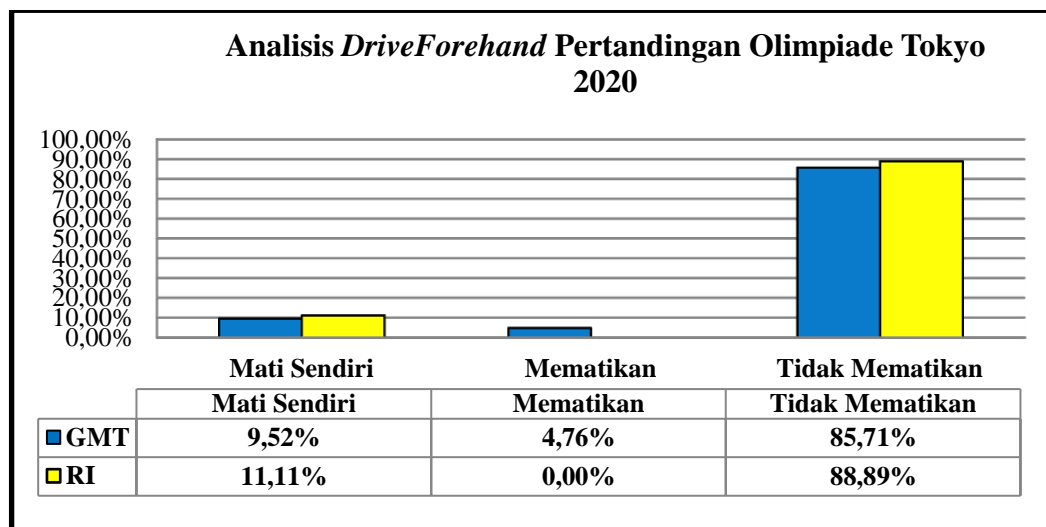 Analisis DriveForehand Pertandingan Olimpiade Tokyo
2020
100,00%
90,00%
80,00%
70,00%
60,00%
50,00%
40,00%
30,00%
20,00%
10,00%
0,00%
Mati Sendiri Mematikan Tidak Mematikan
Mati Sendiri Mematikan Tidak Mematikan
GMT 9,52% 4,76% 85,71%
RI 11,11% 0,00% 88,89%